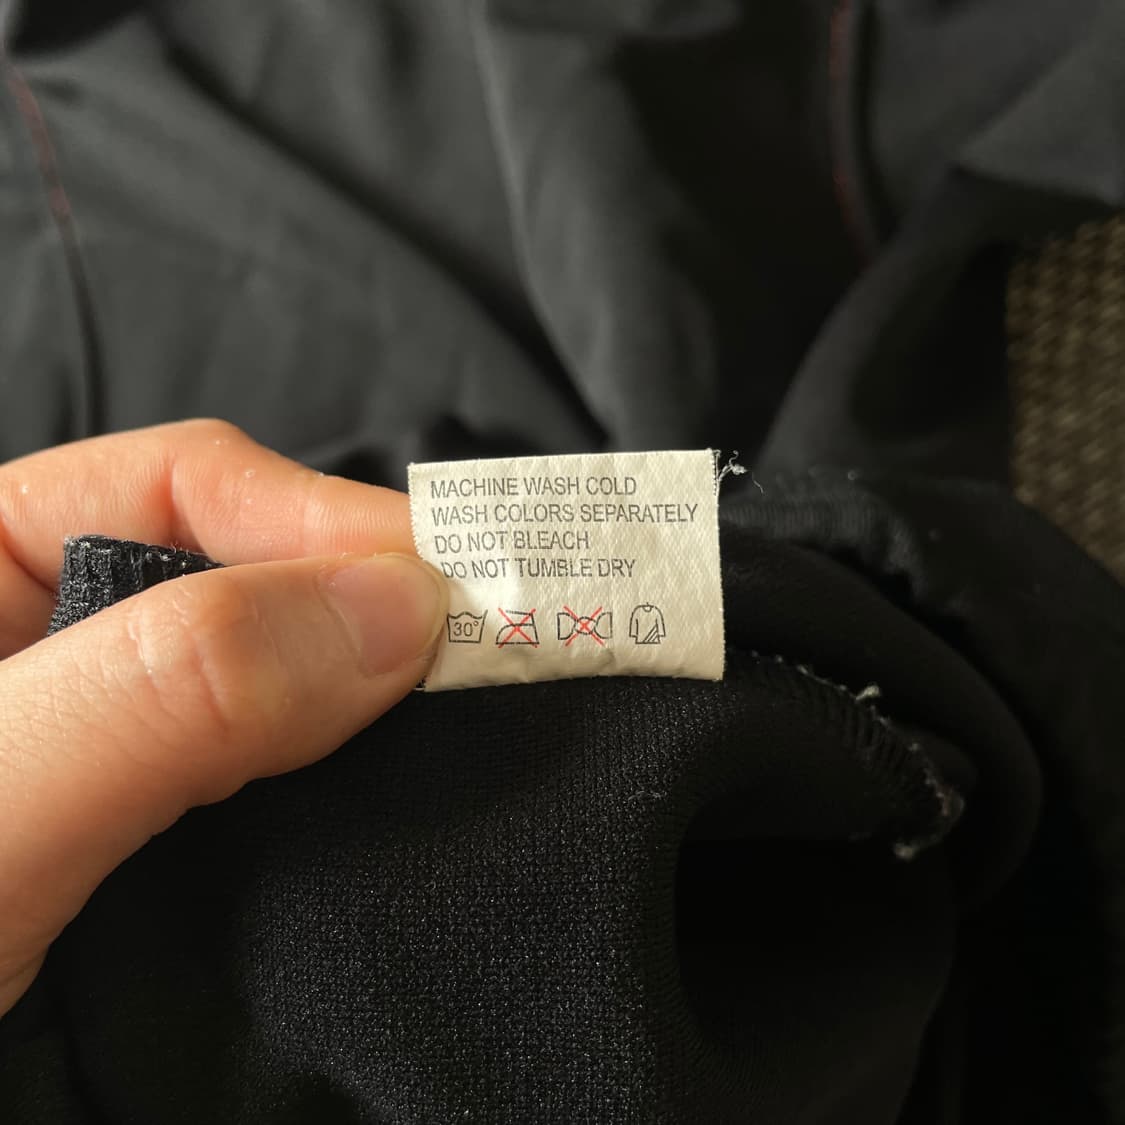 MACHINE WASH COLD
WASH COLORS SEPARATELY
DO NOT BLEACH
DO NOT TUMBLE DRY
30°